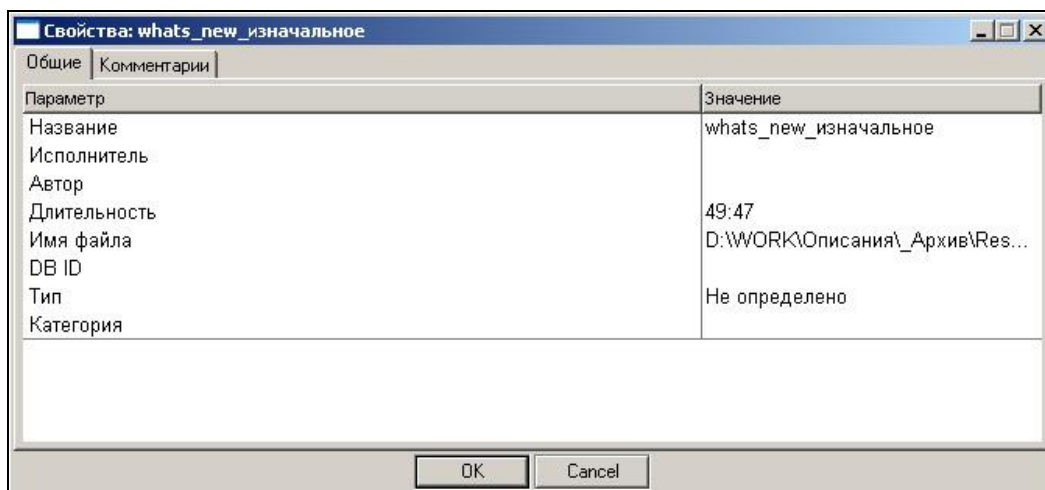 Свойства: whats_new_изначальное
Общие Комментарии
Параметр Значение
Название whats_new_изначальное
Исполнитель
Автор
Длительность 49:47
Имя файла D:\WORK\Описания\_Архив\Res...
DB ID
Тип Не определено
Категория
OK Cancel